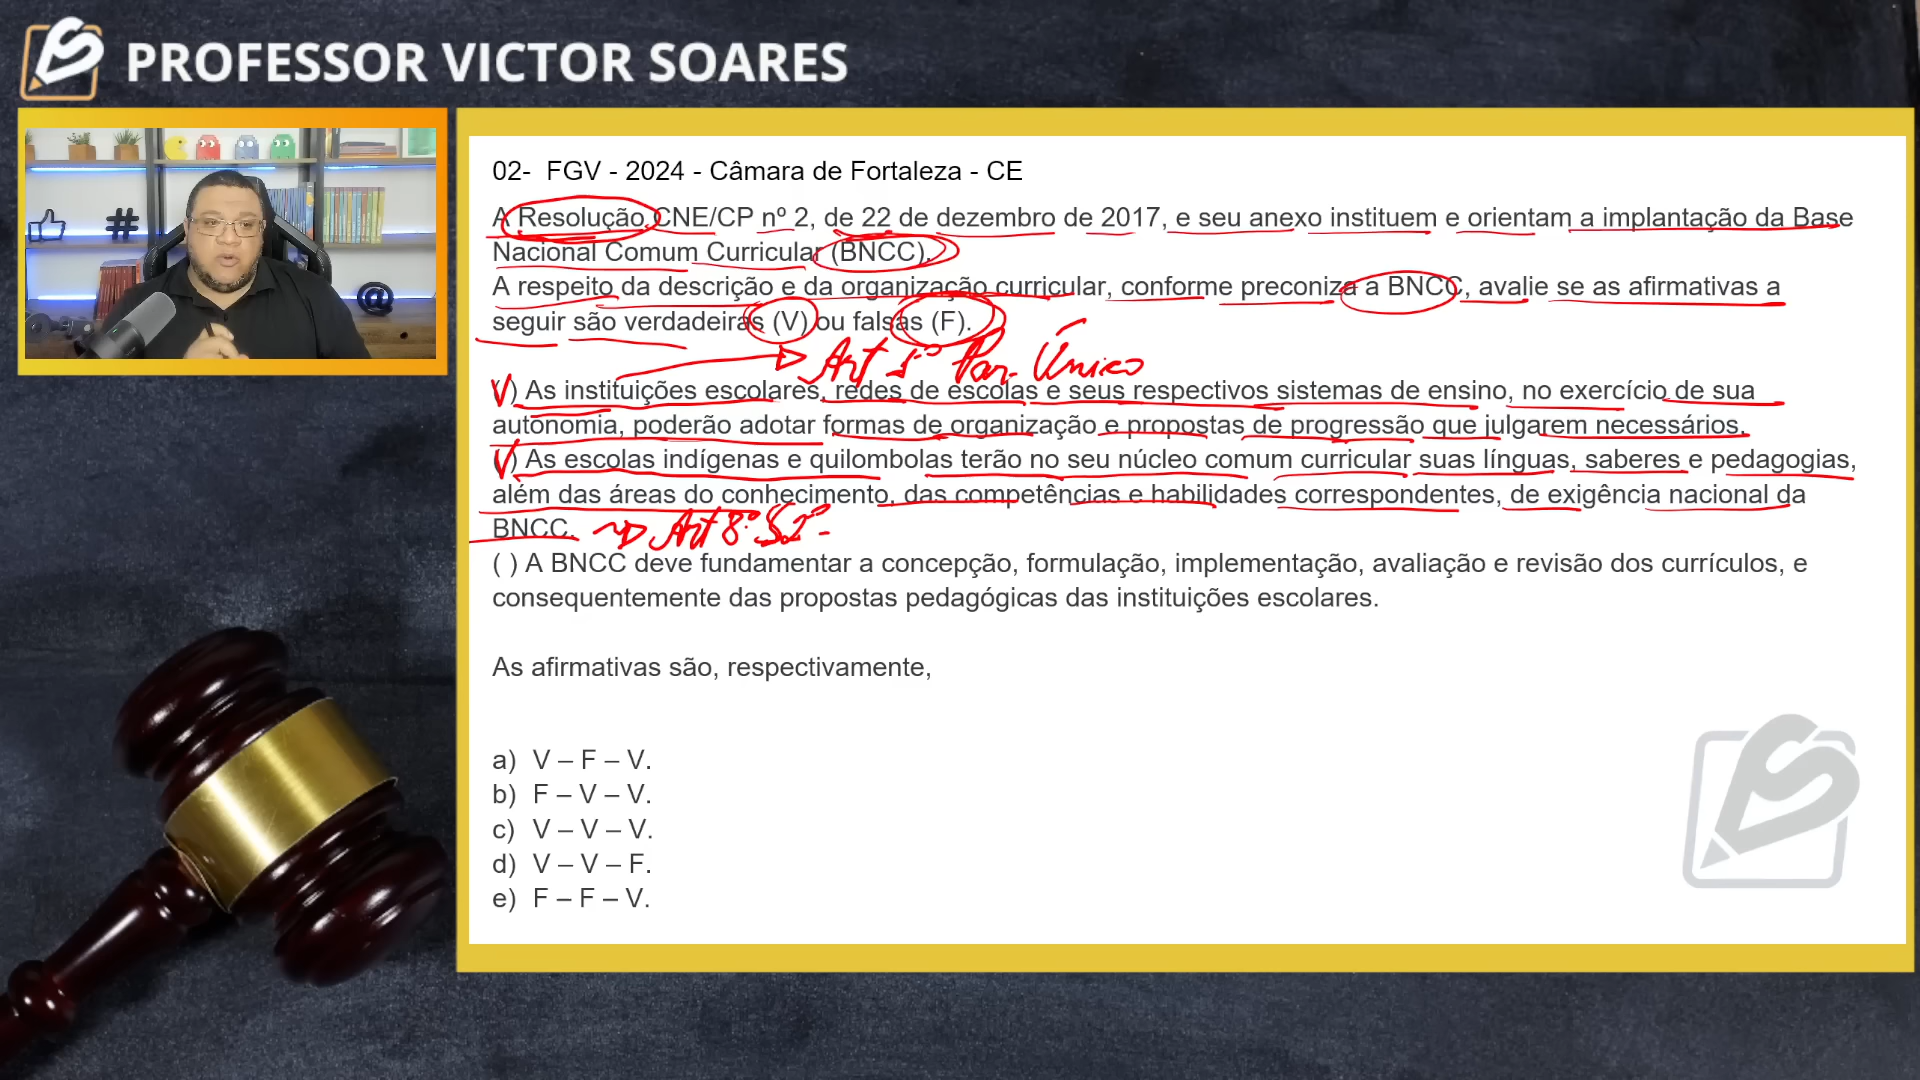 PROFESSOR VICTOR SOARES
02- FGV - 2024 - Câmara de Fortaleza - CE
A Resolução CNE/CP nº 2, de 22 de dezembro de 2017, e seu anexo instituem e orientam a implantação da Base
Nacional Comum Curricular (BNCC).
A respeito da descrição e da organização curricular, conforme preconiza a BNCC, avalie se as afirmativas a
seguir são verdadeiras (V) ou falsas (F).
Art 1º Par. Único
V) As instituições escolares, redes de escolas e seus respectivos sistemas de ensino, no exercício de sua
autonomia, poderão adotar formas de organização e propostas de progressão que julgarem necessários.
V) As escolas indígenas e quilombolas terão no seu núcleo comum curricular suas línguas, saberes e pedagogias,
além das áreas do conhecimento, das competências e habilidades correspondentes, de exigência nacional da
BNCC. Art 8º §2º
( ) A BNCC deve fundamentar a concepção, formulação, implementação, avaliação e revisão dos currículos, e
consequentemente das propostas pedagógicas das instituições escolares.
As afirmativas são, respectivamente,
a) V – F – V.
b) F – V – V.
c) V – V – V.
d) V – V – F.
e) F – F – V.